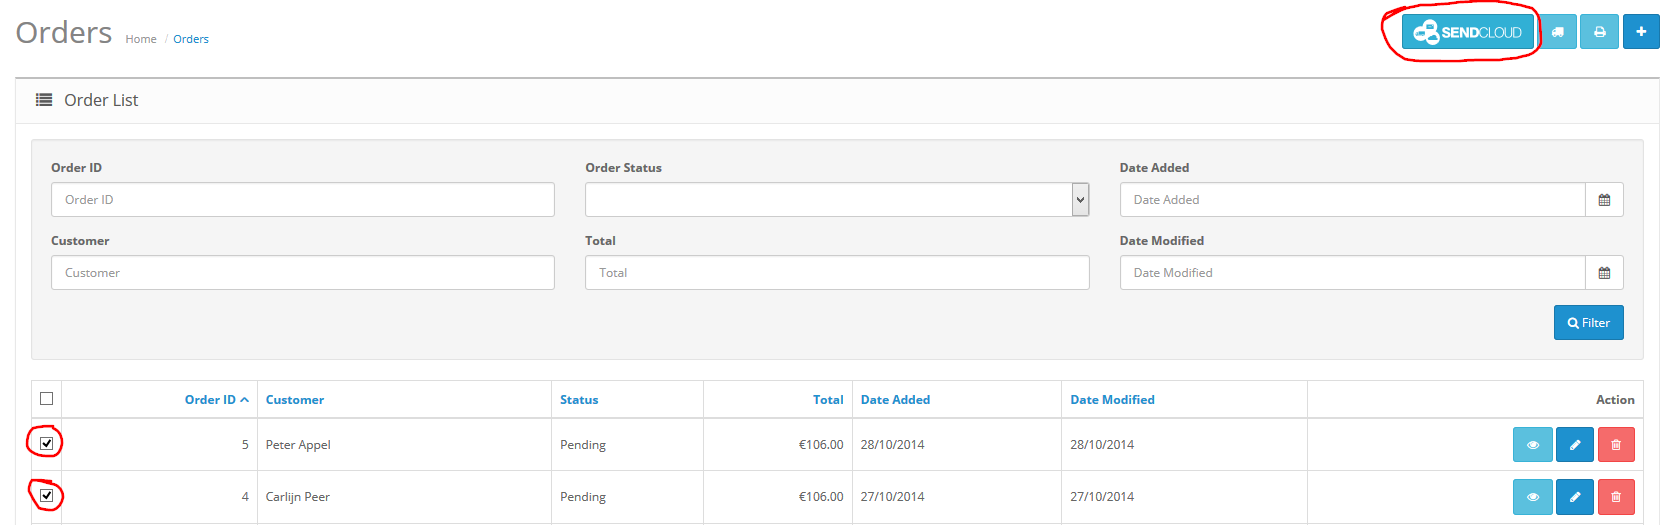 Orders Home / Orders SENDCLOUD
Order List
Order ID Order Status Date Added
Order ID Date Added
Customer Total Date Modified
Customer Total Date Modified
Filter
Order ID Customer Status Total Date Added Date Modified Action
5 Peter Appel Pending €106.00 28/10/2014 28/10/2014
4 Carlijn Peer Pending €106.00 27/10/2014 27/10/2014